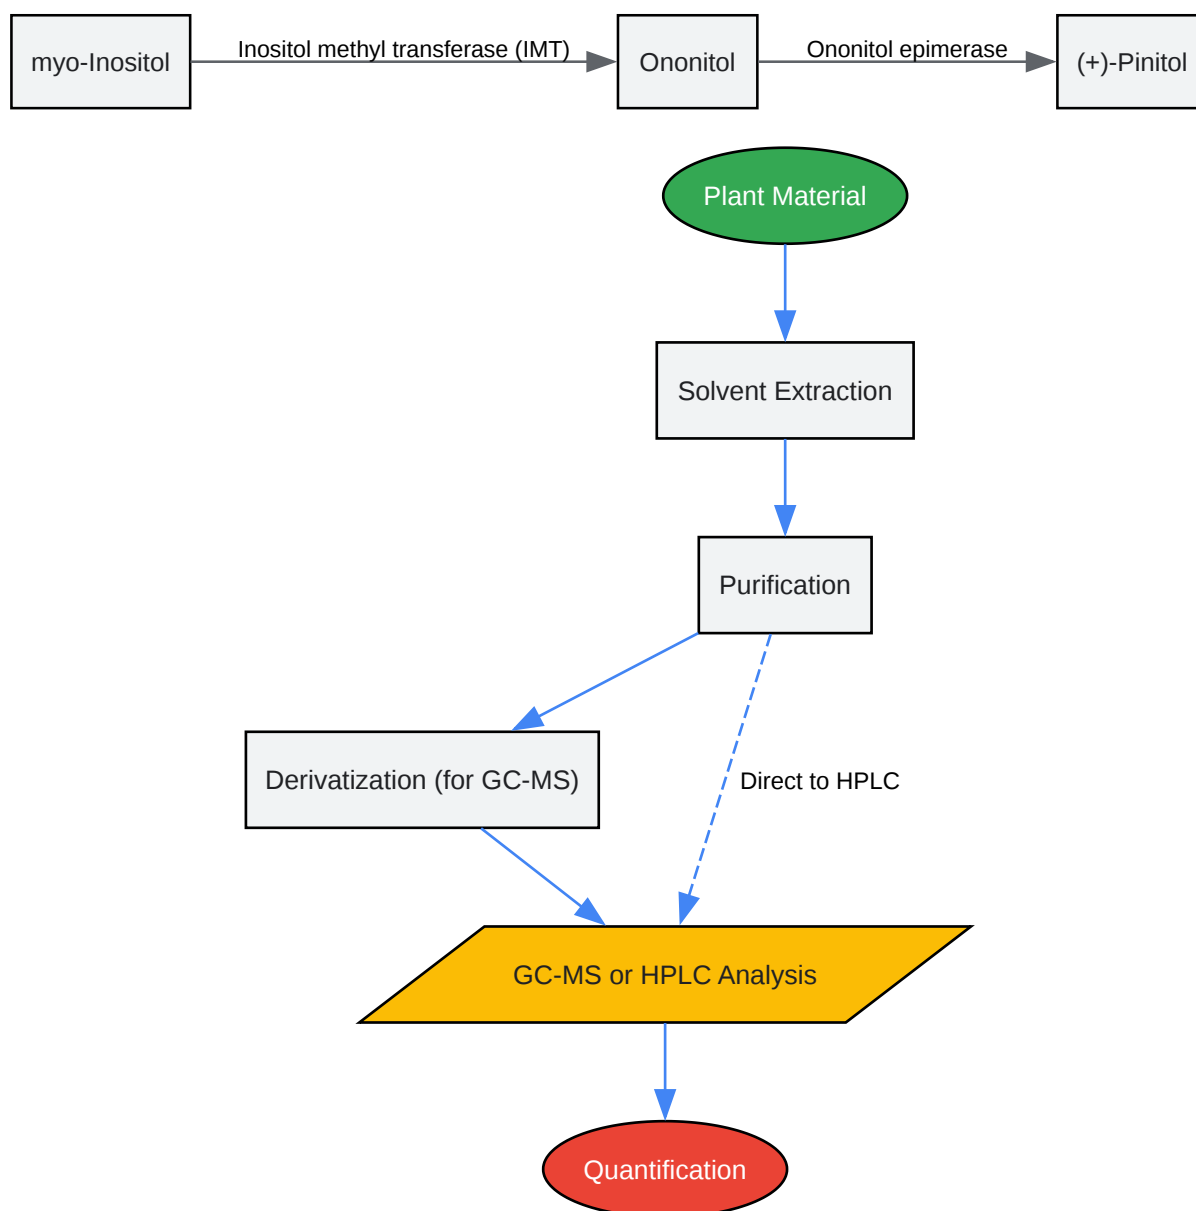 myo-Inositol
Inositol methyl transferase (IMT)
Ononitol
Ononitol epimerase
(+)-Pinitol
Plant Material
Solvent Extraction
Purification
Derivatization (for GC-MS)
Direct to HPLC
GC-MS or HPLC Analysis
Quantification